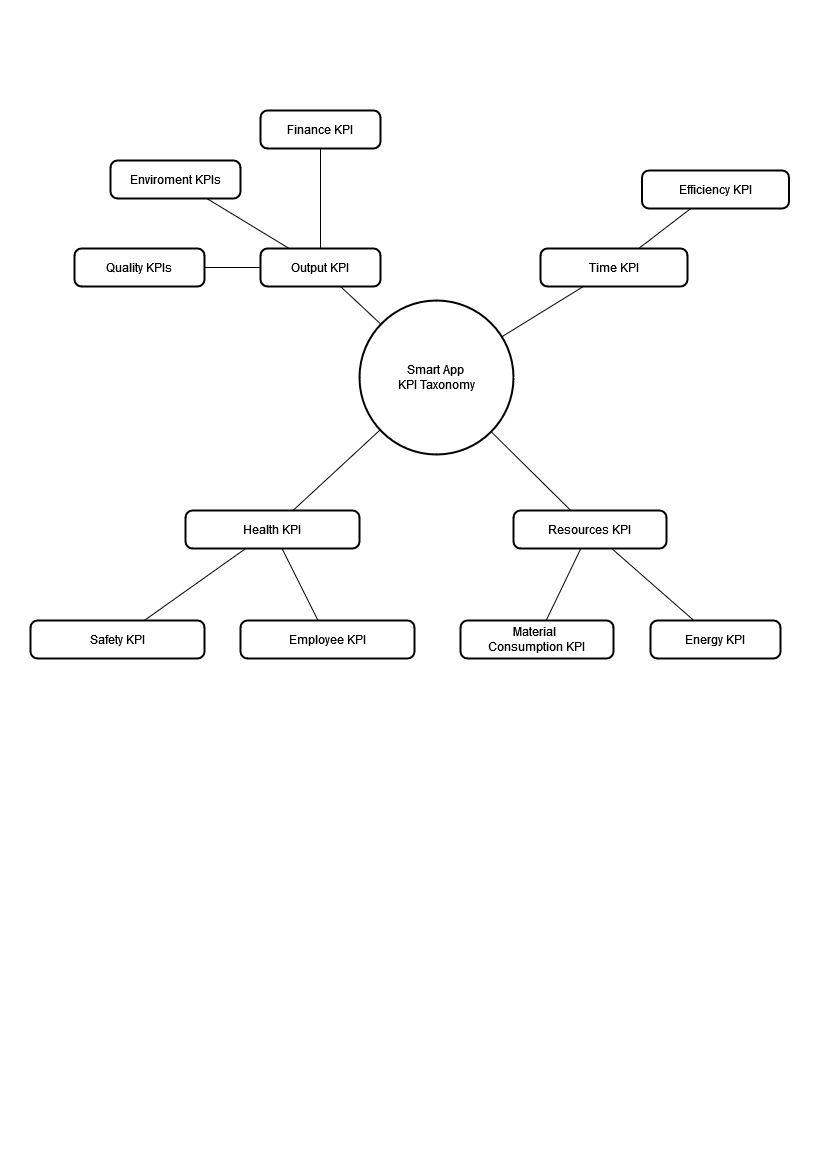 Finance KPI
Enviroment KPIs
Efficiency KPI
Quality KPIs
Output KPI
Time KPI
Smart App
KPI Taxonomy
Health KPI
Resources KPI
Safety KPI
Employee KPI
Material
Consumption KPI
Energy KPI